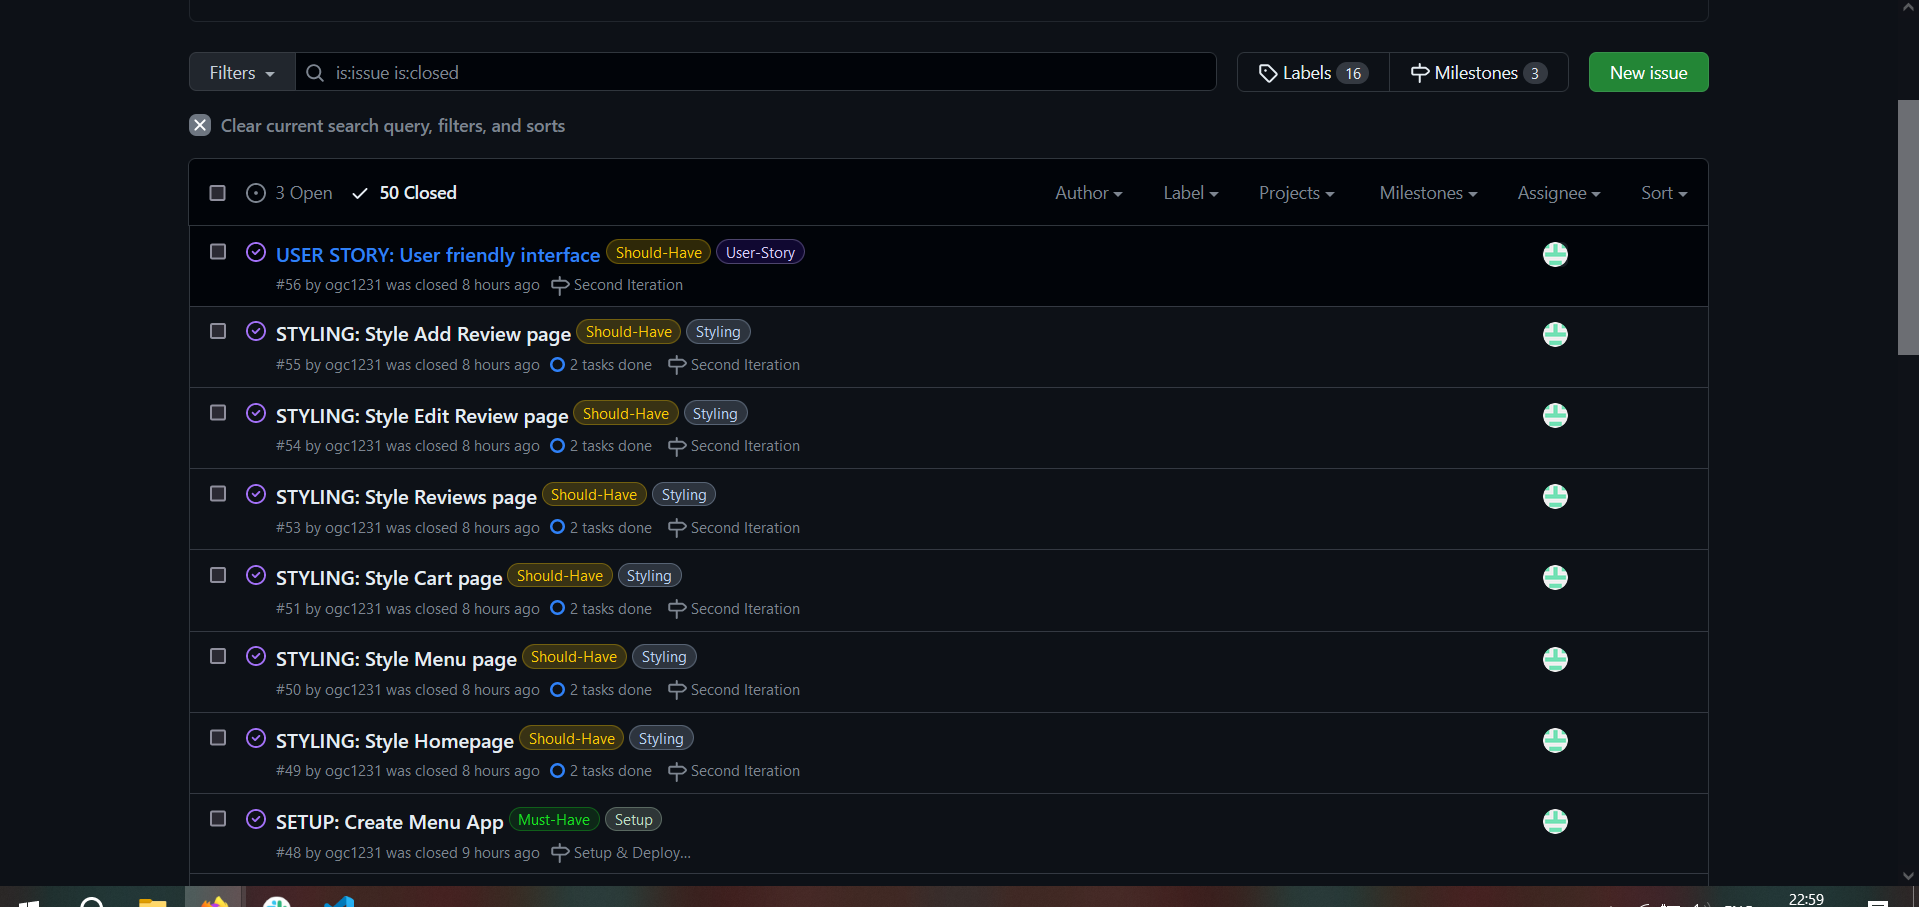 Filters is:issue is:closed Labels 16 Milestones 3 New issue
Clear current search query, filters, and sorts
3 Open 50 Closed Author Label Projects Milestones Assignee Sort
USER STORY: User friendly interface Should-Have User-Story
#56 by ogc1231 was closed 8 hours ago Second Iteration
STYLING: Style Add Review page Should-Have Styling
#55 by ogc1231 was closed 8 hours ago 2 tasks done Second Iteration
STYLING: Style Edit Review page Should-Have Styling
#54 by ogc1231 was closed 8 hours ago 2 tasks done Second Iteration
STYLING: Style Reviews page Should-Have Styling
#53 by ogc1231 was closed 8 hours ago 2 tasks done Second Iteration
STYLING: Style Cart page Should-Have Styling
#51 by ogc1231 was closed 8 hours ago 2 tasks done Second Iteration
STYLING: Style Menu page Should-Have Styling
#50 by ogc1231 was closed 8 hours ago 2 tasks done Second Iteration
STYLING: Style Homepage Should-Have Styling
#49 by ogc1231 was closed 8 hours ago 2 tasks done Second Iteration
SETUP: Create Menu App Must-Have Setup
#48 by ogc1231 was closed 9 hours ago Setup & Deploy...
22:59